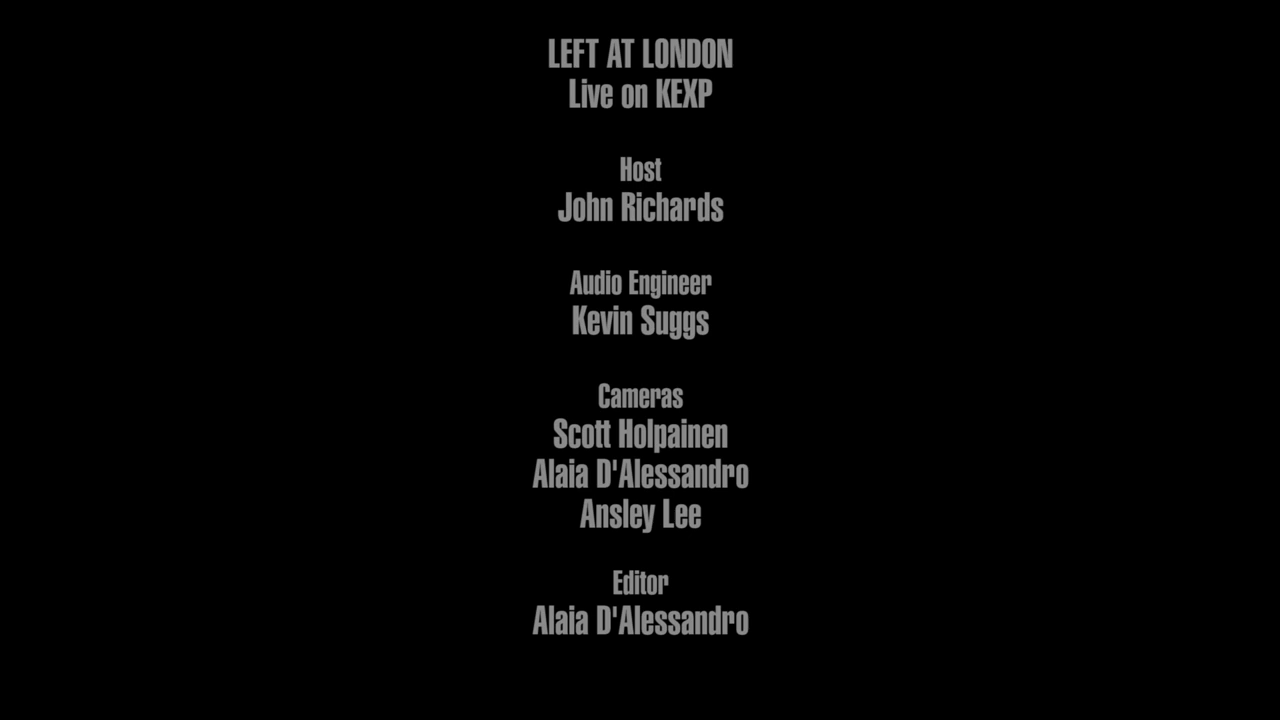 LEFT AT LONDON
Live on KEXP
Host
John Richards
Audio Engineer
Kevin Suggs
Cameras
Scott Holpainen
Alaia D'Alessandro
Ansley Lee
Editor
Alaia D'Alessandro